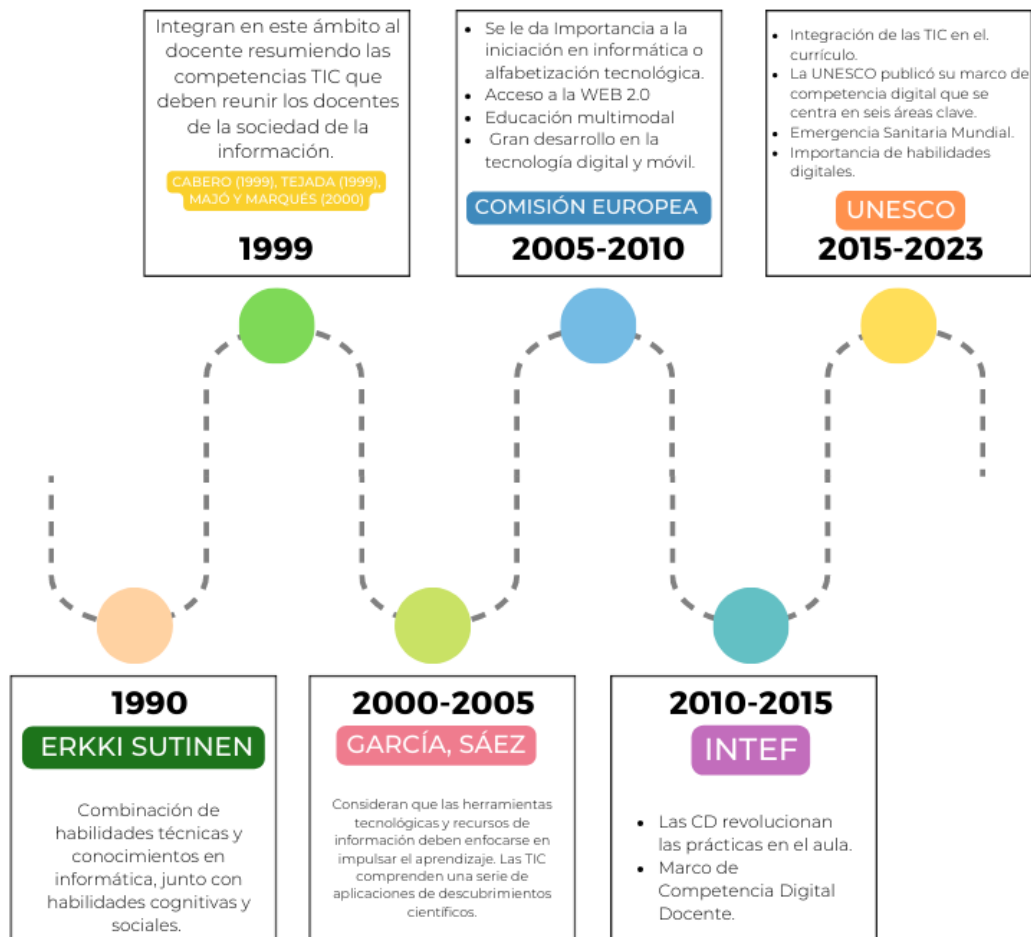 Integran en este ámbito al
docente resumiendo las
competencias TIC que
deben reunir los docentes
de la sociedad de la
información.
CABERO (1999), TEJADA (1999),
MAJÓ Y MARQUÉS (2000)
1999
• Se le da Importancia a la
iniciación en informática o
alfabetización tecnológica.
• Acceso a la WEB 2.0
• Educación multimodal
• Gran desarrollo en la
tecnología digital y móvil.
COMISIÓN EUROPEA
2005-2010
• Integración de las TIC en el.
currículo.
• La UNESCO publicó su marco de
competencia digital que se
centra en seis áreas clave.
• Emergencia Sanitaria Mundial.
• Importancia de habilidades
digitales.
UNESCO
2015-2023
1990
ERKKI SUTINEN
Combinación de
habilidades técnicas y
conocimientos en
informática, junto con
habilidades cognitivas y
sociales.
2000-2005
GARCÍA, SÁEZ
Consideran que las herramientas
tecnológicas y recursos de
información deben enfocarse en
impulsar el aprendizaje. Las TIC
comprenden una serie de
aplicaciones de descubrimientos
científicos.
2010-2015
INTEF
• Las CD revolucionan
las prácticas en el aula.
• Marco de
Competencia Digital
Docente.